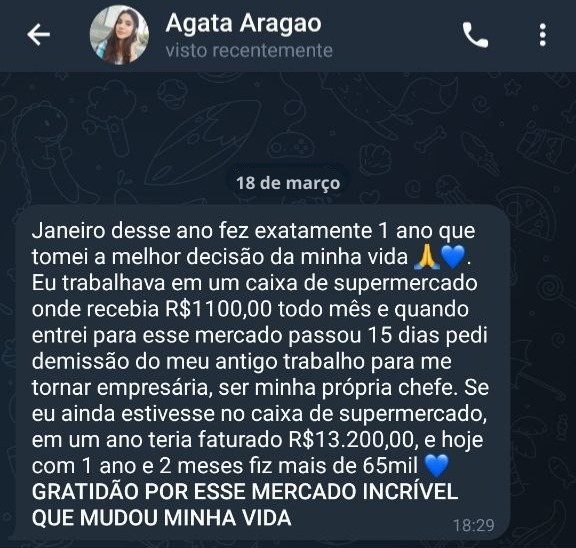 Agata Aragao
visto recentemente
18 de março
Janeiro desse ano fez exatamente 1 ano que
tomei a melhor decisão da minha vida 🙏💙.
Eu trabalhava em um caixa de supermercado
onde recebia R$1100,00 todo mês e quando
entrei para esse mercado passou 15 dias pedi
demissão do meu antigo trabalho para me
tornar empresária, ser minha própria chefe. Se
eu ainda estivesse no caixa de supermercado,
em um ano teria faturado R$13.200,00, e hoje
com 1 ano e 2 meses fiz mais de 65mil 💙
GRATIDÃO POR ESSE MERCADO INCRÍVEL
QUE MUDOU MINHA VIDA
18:29